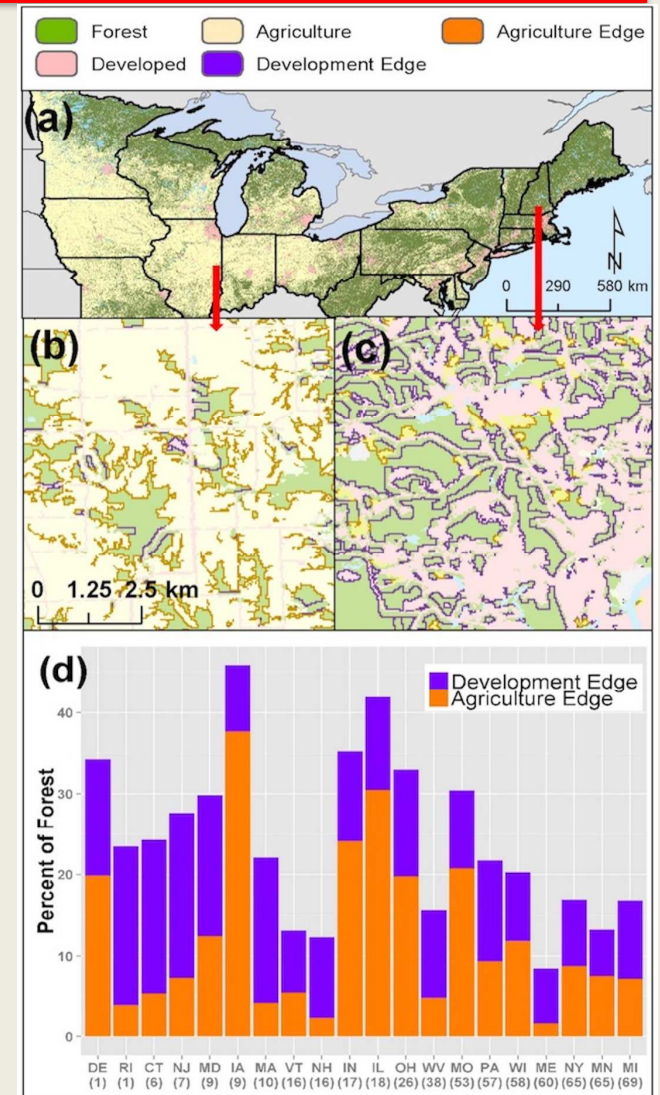 Forest Agriculture Agriculture Edge
Developed Development Edge
(a)
N
0 290 580 km
(b) (c)
0 1.25 2.5 km
(d)
Development Edge
Agriculture Edge
Percent of Forest
40
30
20
10
0
DE RI CT NJ MD IA MA VT NH IN IL OH WV MO PA WI ME NY MN MI
(1) (1) (6) (7) (9) (9) (10) (16) (16) (17) (18) (26) (38) (53) (57) (58) (60) (65) (65) (69)